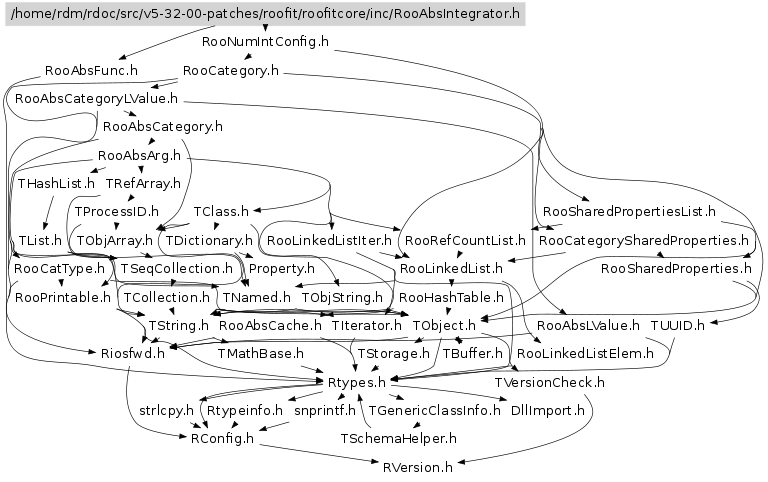 /home/rdm/rdoc/src/v5-32-00-patches/roofit/roofitcore/inc/RooAbsIntegrator.h
RooNumIntConfig.h
RooAbsFunc.h
RooCategory.h
RooAbsCategoryLValue.h
RooAbsCategory.h
RooAbsArg.h
THashList.h
TRefArray.h
TProcessID.h
TClass.h
RooSharedPropertiesList.h
TList.h
TObjArray.h
TDictionary.h
RooLinkedListIter.h
RooRefCountList.h
RooCategorySharedProperties.h
RooCatType.h
TSeqCollection.h
Property.h
RooLinkedList.h
RooSharedProperties.h
RooPrintable.h
TCollection.h
TNamed.h
TObjString.h
RooHashTable.h
TString.h
RooAbsCache.h
TIterator.h
TObject.h
RooAbsLValue.h
TUUID.h
Riosfwd.h
TMathBase.h
TStorage.h
TBuffer.h
RooLinkedListElem.h
Rtypes.h
TVersionCheck.h
strlcpy.h
Rtypeinfo.h
snprintf.h
TGenericClassInfo.h
DllImport.h
RConfig.h
TSchemaHelper.h
RVersion.h